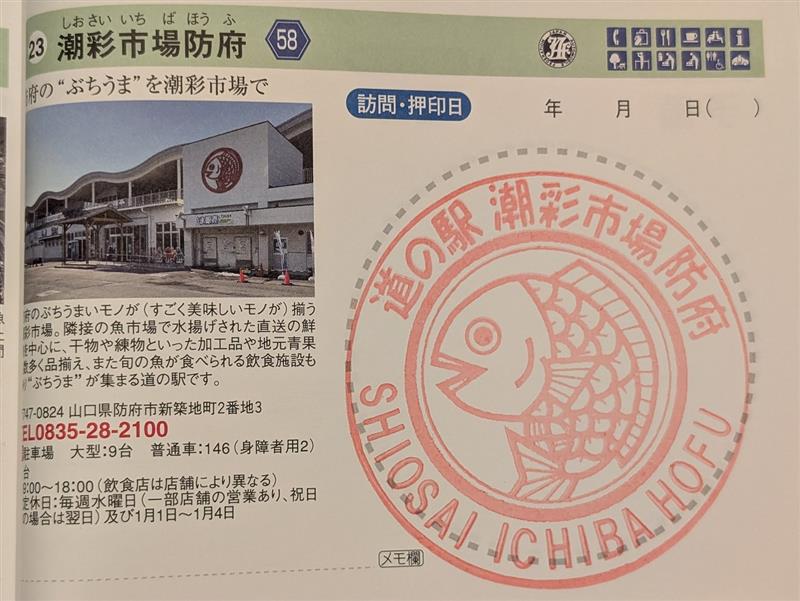 しおさいいちばほうふ
23 潮彩市場防府 58
府の“ぶちうま”を潮彩市場で
訪問・押印日 年 月 日( )
道の駅 潮彩市場防府
SHIOSAI ICHIBA HOFU
府のぶちうまいモノが(すごく美味しいモノが)揃う
彩市場。隣接の魚市場で水揚げされた直送の鮮
を中心に、干物や練物といった加工品や地元青果
数多く品揃え、また旬の魚が食べられる飲食施設も
“ぶちうま”が集まる道の駅です。
747-0824 山口県防府市新築地町2番地3
EL0835-28-2100
駐車場 大型:9台 普通車:146(身障者用2)
台
9:00~18:00(飲食店は店舗により異なる)
定休日:毎週水曜日(一部店舗の営業あり、祝日
の場合は翌日)及び1月1日~1月4日
メモ欄